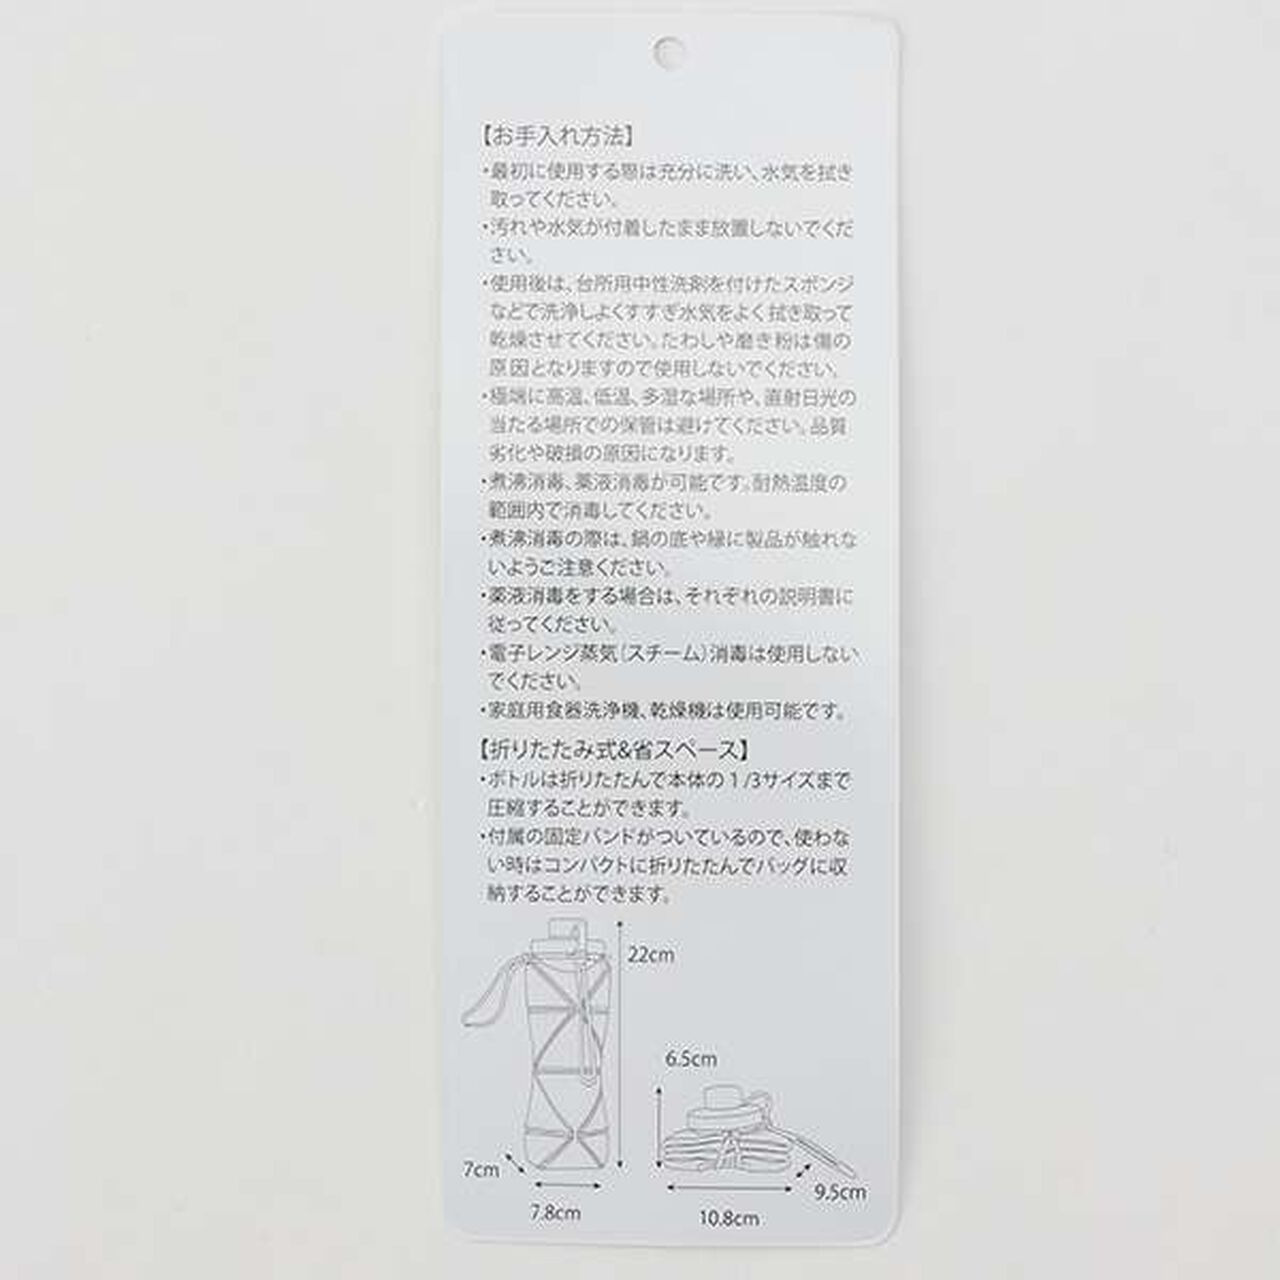 【お手入れ方法】
・最初に使用する際は充分に洗い、水気を拭き
取ってください。
・汚れや水気が付着したまま放置しないでくだ
さい。
・使用後は、台所用中性洗剤を付けたスポンジ
などで洗浄しよくすすぎ水気をよく拭き取って
乾燥させてください。たわしや磨き粉は傷の
原因となりますので使用しないでください。
・極端に高温、低温、多湿な場所や、直射日光の
当たる場所での保管は避けてください。品質
劣化や破損の原因になります。
・煮沸消毒、薬液消毒が可能です。耐熱温度の
範囲内で消毒してください。
・煮沸消毒の際は、鍋の底や縁に製品が触れな
いようご注意ください。
・薬液消毒をする場合は、それぞれの説明書に
従ってください。
・電子レンジ蒸気(スチーム)消毒は使用しない
でください。
・家庭用食器洗浄機、乾燥機は使用可能です。
【折りたたみ式&省スペース】
・ボトルは折りたたんで本体の1/3サイズまで
圧縮することができます。
・付属の固定バンドがついているので、使わな
い時はコンパクトに折りたたんでバッグに収
納することができます。
22cm
6.5cm
7cm
7.8cm
9.5cm
10.8cm